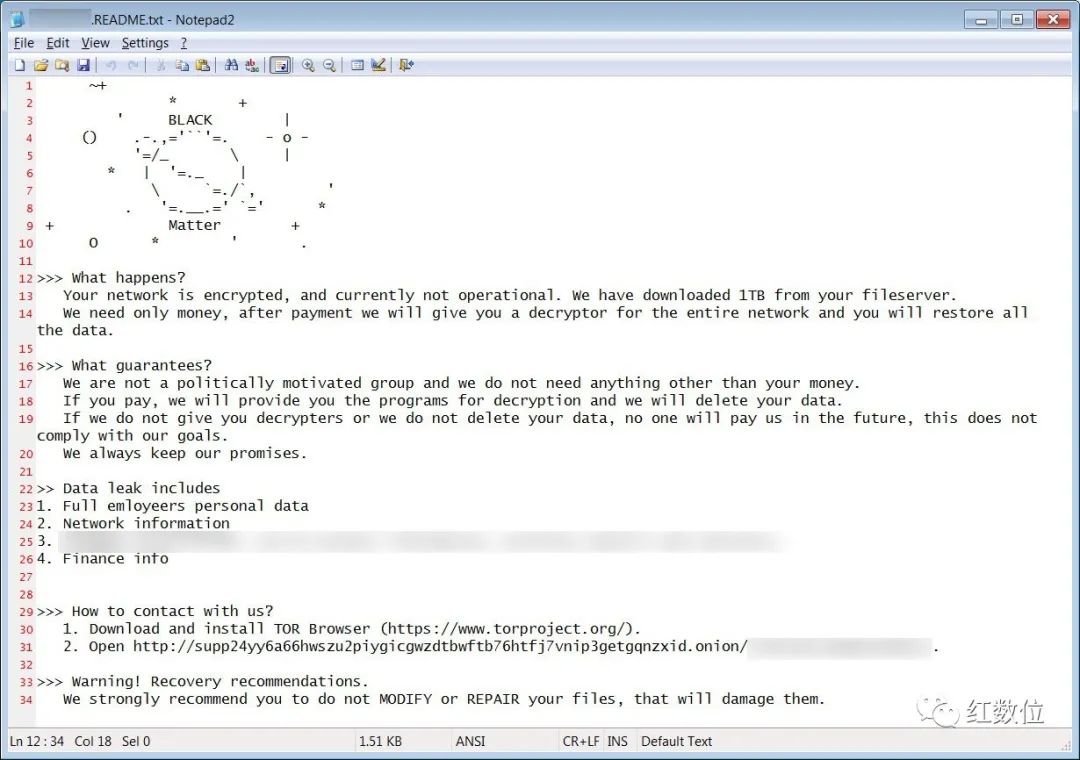 .README.txt - Notepad2
File Edit View Settings ?
1 ~+
2 * +
3 ' BLACK |
4 () .-.,='``'=. - o -
5 '=/_ \ |
6 * | '=._ |
7 \ `=./`, '
8 . '=.__.=' `=' *
9 + Matter +
10 O * ' .
11
12 >>> What happens?
13 Your network is encrypted, and currently not operational. We have downloaded 1TB from your fileserver.
14 We need only money, after payment we will give you a decryptor for the entire network and you will restore all
the data.
15
16 >>> What guarantees?
17 We are not a politically motivated group and we do not need anything other than your money.
18 If you pay, we will provide you the programs for decryption and we will delete your data.
19 If we do not give you decrypters or we do not delete your data, no one will pay us in the future, this does not
comply with our goals.
20 We always keep our promises.
21
22 >> Data leak includes
23 1. Full emloyeers personal data
24 2. Network information
25 3.
26 4. Finance info
27
28
29 >>> How to contact with us?
30 1. Download and install TOR Browser (https://www.torproject.org/).
31 2. Open http://supp24yy6a66hwszu2piygicgwzdtbwftb76htfj7vnip3getgqnzxid.onion/ .
32
33 >>> Warning! Recovery recommendations.
34 We strongly recommend you to do not MODIFY or REPAIR your files, that will damage them.
红数位
Ln 12 : 34 Col 18 Sel 0 1.51 KB ANSI CR+LF INS Default Text